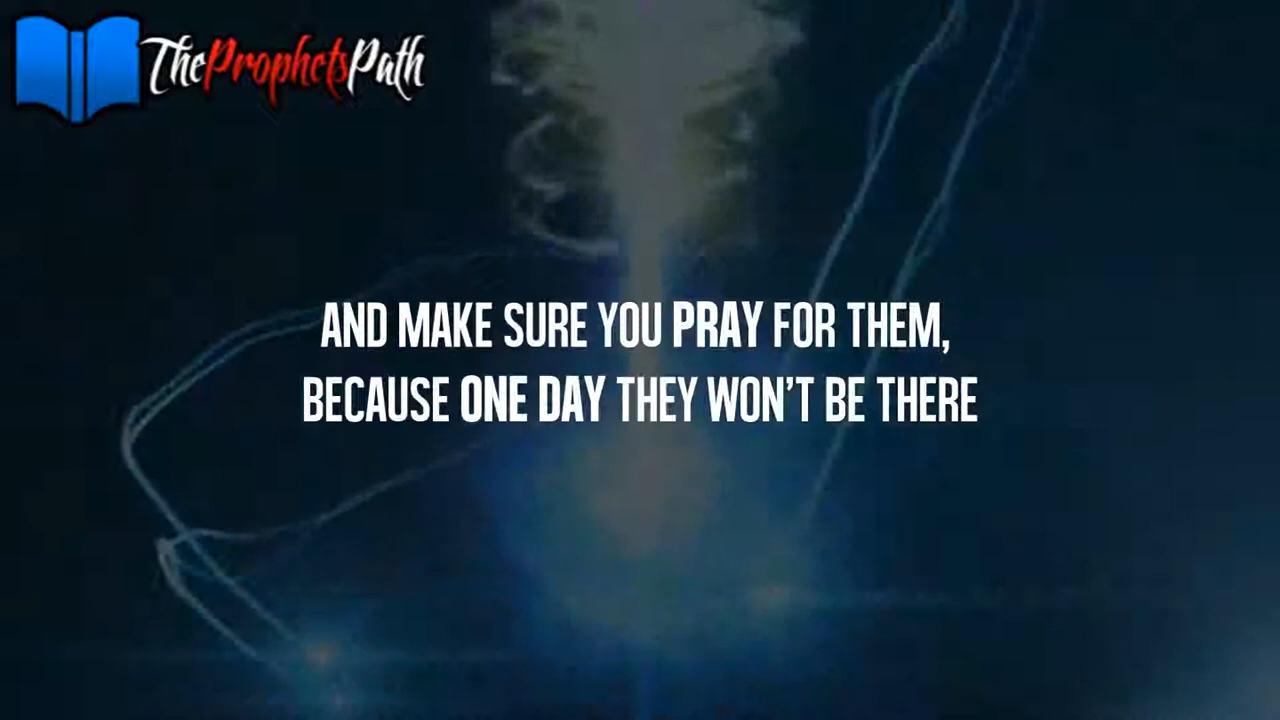 TheProphetsPath
AND MAKE SURE YOU PRAY FOR THEM,
BECAUSE ONE DAY THEY WON'T BE THERE